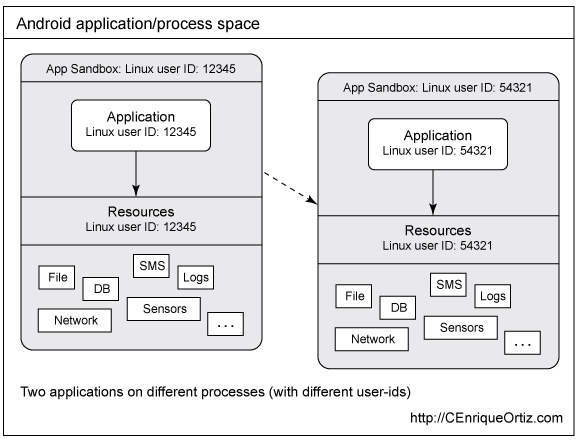 Android application/process space
App Sandbox: Linux user ID: 12345
Application
Linux user ID: 12345
Resources
Linux user ID: 12345
File
DB
SMS
Logs
Network
Sensors
...
App Sandbox: Linux user ID: 54321
Application
Linux user ID: 54321
Resources
Linux user ID: 54321
File
DB
SMS
Logs
Network
Sensors
...
Two applications on different processes (with different user-ids)
http://CEnriqueOrtiz.com